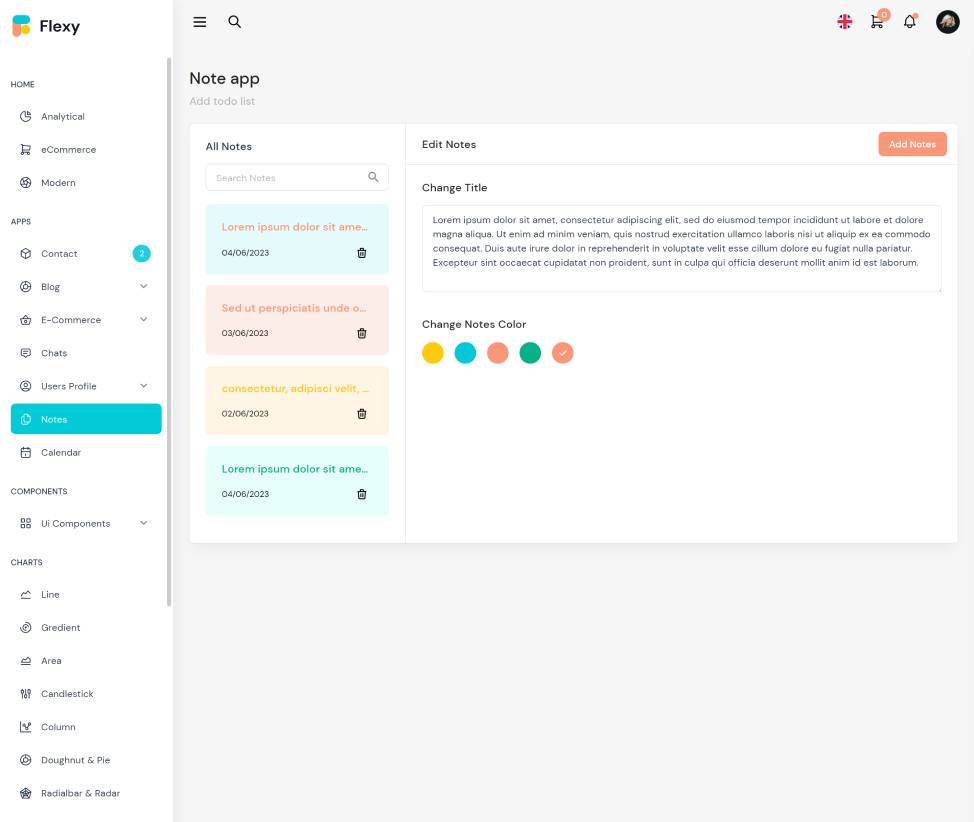 Flexy
HOME
Analytical
eCommerce
Modern
APPS
Contact 2
Blog
E-Commerce
Chats
Users Profile
Notes
Calendar
COMPONENTS
Ui Components
CHARTS
Line
Gredient
Area
Candlestick
Column
Doughnut & Pie
Radialbar & Radar
0
Note app
Add todo list
All Notes
Search Notes
Lorem ipsum dolor sit ame...
04/06/2023
Sed ut perspiciatis unde o...
03/06/2023
consectetur, adipisci velit, ...
02/06/2023
Lorem ipsum dolor sit ame...
04/06/2023
Edit Notes
Add Notes
Change Title
Lorem ipsum dolor sit amet, consectetur adipiscing elit, sed do eiusmod tempor incididunt ut labore et dolore
magna aliqua. Ut enim ad minim veniam, quis nostrud exercitation ullamco laboris nisi ut aliquip ex ea commodo
consequat. Duis aute irure dolor in reprehenderit in voluptate velit esse cillum dolore eu fugiat nulla pariatur.
Excepteur sint occaecat cupidatat non proident, sunt in culpa qui officia deserunt mollit anim id est laborum.
Change Notes Color